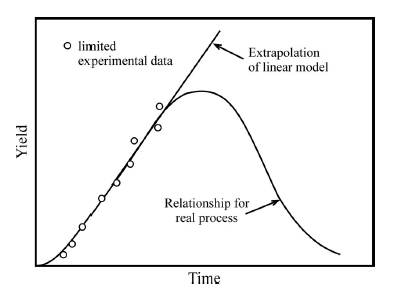 limited
experimental data
Extrapolation
of linear model
Yield
Relationship for
real process
Time